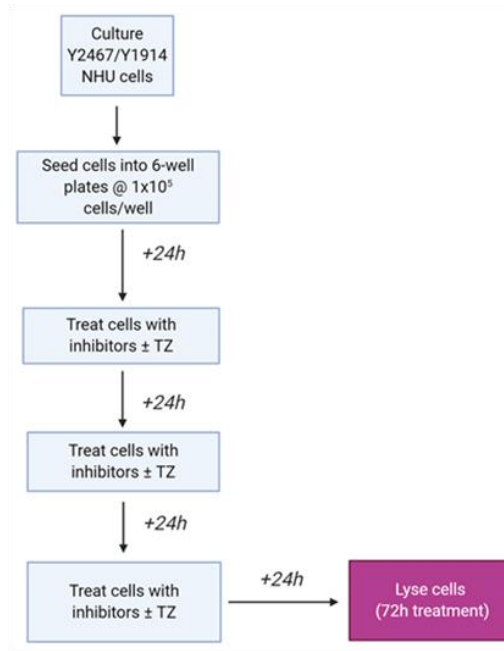 Culture
Y2467/Y1914
NHU cells
Seed cells into 6-well
plates @ 1x10⁵
cells/well
+24h
Treat cells with
inhibitors ± TZ
+24h
Treat cells with
inhibitors ± TZ
+24h
Treat cells with
inhibitors ± TZ
+24h
Lyse cells
(72h treatment)